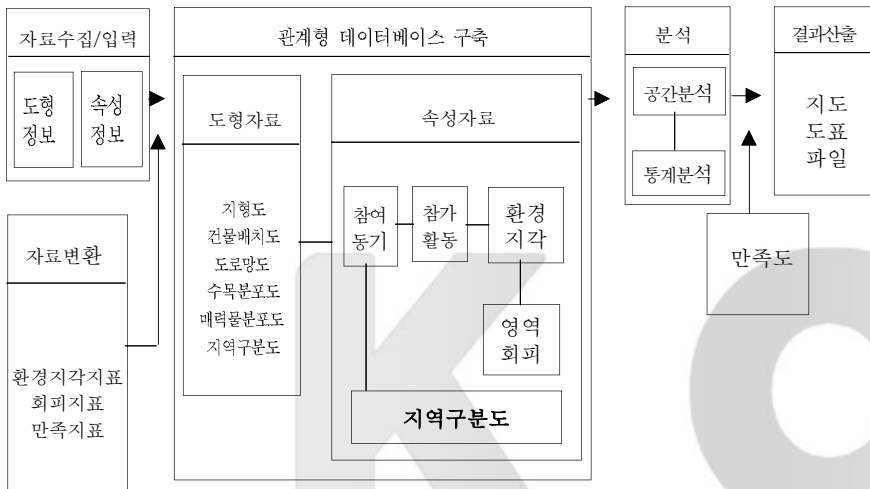 자료수집/입력
도형
정보
속성
정보
자료변환
환경지각지표
회피지표
만족지표
관계형 데이터베이스 구축
도형자료
지형도
건물배치도
도로망도
수목분포도
매력물분포도
지역구분도
속성자료
참여
동기
참가
활동
환경
지각
영역
회피
지역구분도
분석
공간분석
통계분석
결과산출
지도
도표
파일
만족도